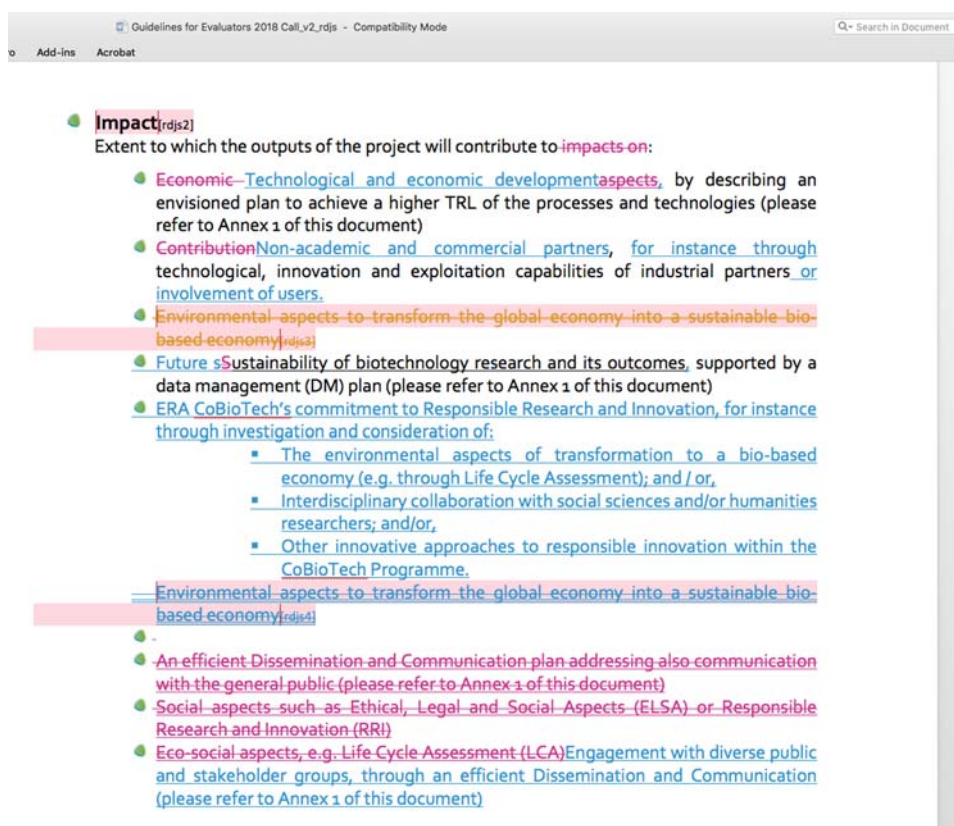 Guidelines for Evaluators 2018 Call_v2_rdjs - Compatibility Mode
Search in Document
Add-ins Acrobat
Impact[rdjs2]
Extent to which the outputs of the project will contribute to impacts on:
Economic Technological and economic developmentaspects, by describing an
envisioned plan to achieve a higher TRL of the processes and technologies (please
refer to Annex 1 of this document)
ContributionNon-academic and commercial partners, for instance through
technological, innovation and exploitation capabilities of industrial partners or
involvement of users.
Environmental aspects to transform the global economy into a sustainable bio-
based economy[rdjs3]
Future sSustainability of biotechnology research and its outcomes, supported by a
data management (DM) plan (please refer to Annex 1 of this document)
ERA CoBioTech's commitment to Responsible Research and Innovation, for instance
through investigation and consideration of:
The environmental aspects of transformation to a bio-based
economy (e.g. through Life Cycle Assessment); and / or,
Interdisciplinary collaboration with social sciences and/or humanities
researchers; and/or,
Other innovative approaches to responsible innovation within the
CoBioTech Programme.
Environmental aspects to transform the global economy into a sustainable bio-
based economy[rdjs4]
An efficient Dissemination and Communication plan addressing also communication
with the general public (please refer to Annex 1 of this document)
Social aspects such as Ethical, Legal and Social Aspects (ELSA) or Responsible
Research and Innovation (RRI)
Eco-social aspects, e.g. Life Cycle Assessment (LCA)Engagement with diverse public
and stakeholder groups, through an efficient Dissemination and Communication
(please refer to Annex 1 of this document)